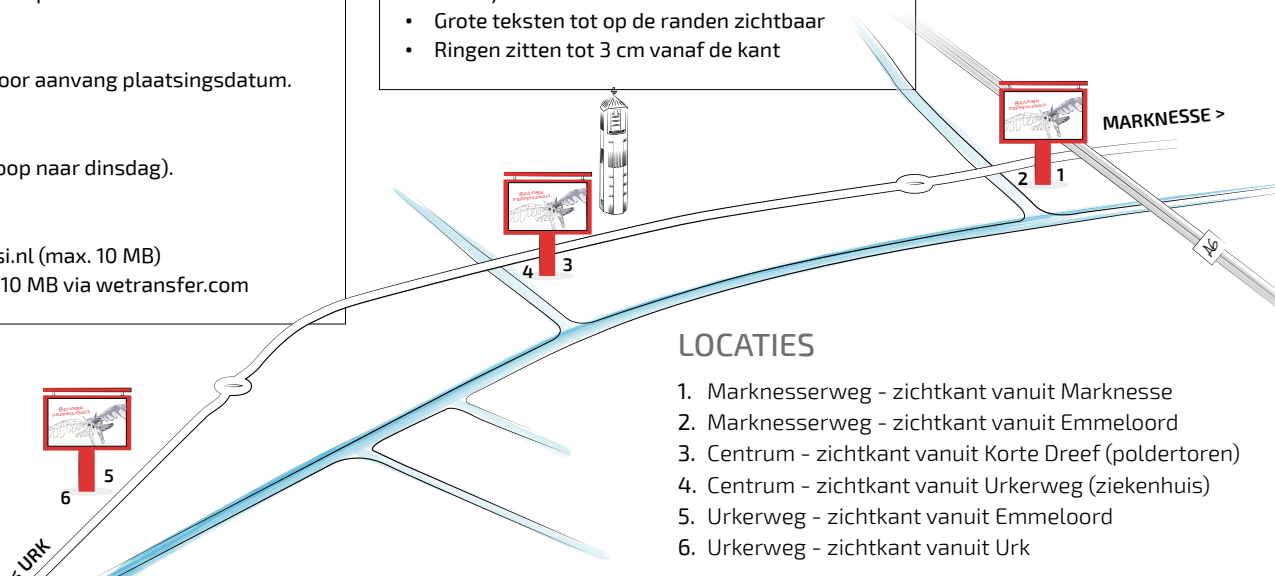 • Grote teksten tot op de randen zichtbaar
• Ringen zitten tot 3 cm vanaf de kant
oor aanvang plaatsingsdatum.
oop naar dinsdag).
si.nl (max. 10 MB)
10 MB via wetransfer.com
MARKNESSE >
2 1
4 3
A6
5
6
URK
LOCATIES
1. Marknesserweg - zichtkant vanuit Marknesse
2. Marknesserweg - zichtkant vanuit Emmeloord
3. Centrum - zichtkant vanuit Korte Dreef (poldertoren)
4. Centrum - zichtkant vanuit Urkerweg (ziekenhuis)
5. Urkerweg - zichtkant vanuit Emmeloord
6. Urkerweg - zichtkant vanuit Urk